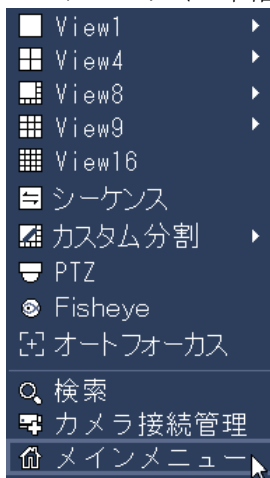 View1
View4
View8
View9
View16
シーケンス
カスタム分割
PTZ
Fisheye
オートフォーカス
検索
カメラ接続管理
メインメニュー